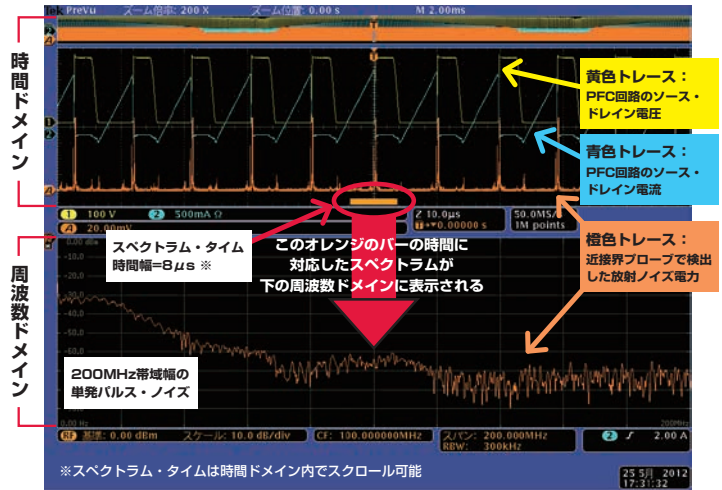 Tek PreVu ズーム倍率: 200 X ズーム位置: 0.00 s M 2.00ms
時間ドメイン
黄色トレース：
PFC回路のソース・
ドレイン電圧
青色トレース：
PFC回路のソース・
ドレイン電流
橙色トレース：
近接界プローブで検出
した放射ノイズ電力
1 100 V 2 500mA Ω Z 10.0μs 50.0MS/
A 20.00mV 0.00000 s 1M points
スペクトラム・タイム
時間幅=8μs ※
このオレンジのバーの時間に
対応したスペクトラムが
下の周波数ドメインに表示される
周波数ドメイン
0.00 dBm
200MHz帯域幅の
単発パルス・ノイズ
0.00 Hz 200MHz
RF 基準: 0.00 dBm スケール: 10.0 dB/div CF: 100.000000MHz スパン: 200.000MHz 2 2.00 A
RBW: 300kHz
※スペクトラム・タイムは時間ドメイン内でスクロール可能
25 5月 2012
17:31:32